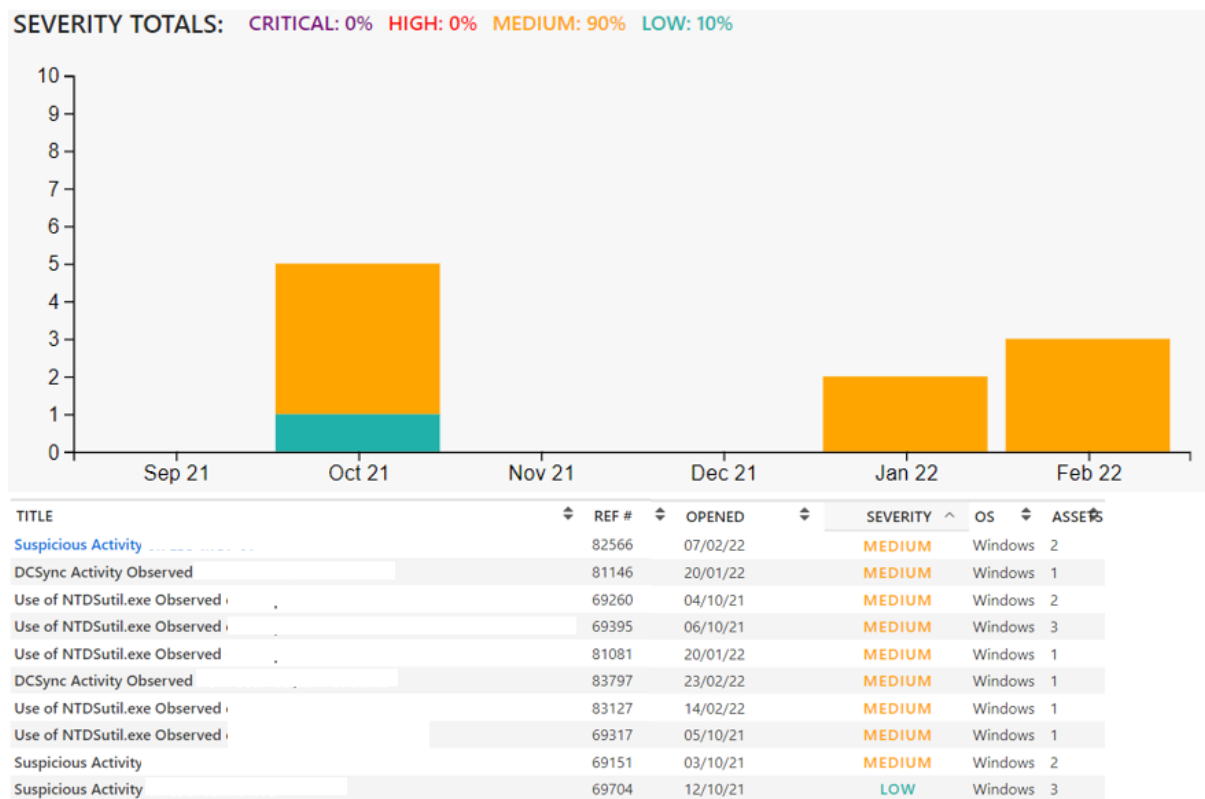 SEVERITY TOTALS: CRITICAL: 0% HIGH: 0% MEDIUM: 90% LOW: 10%
10
9
8
7
6
5
4
3
2
1
0
Sep 21 Oct 21 Nov 21 Dec 21 Jan 22 Feb 22
TITLE REF # OPENED SEVERITY OS ASSETS
Suspicious Activity 82566 07/02/22 MEDIUM Windows 2
DCSync Activity Observed 81146 20/01/22 MEDIUM Windows 1
Use of NTDSutil.exe Observed 69260 04/10/21 MEDIUM Windows 2
Use of NTDSutil.exe Observed 69395 06/10/21 MEDIUM Windows 3
Use of NTDSutil.exe Observed 81081 20/01/22 MEDIUM Windows 1
DCSync Activity Observed 83797 23/02/22 MEDIUM Windows 1
Use of NTDSutil.exe Observed 83127 14/02/22 MEDIUM Windows 1
Use of NTDSutil.exe Observed 69317 05/10/21 MEDIUM Windows 1
Suspicious Activity 69151 03/10/21 MEDIUM Windows 2
Suspicious Activity 69704 12/10/21 LOW Windows 3